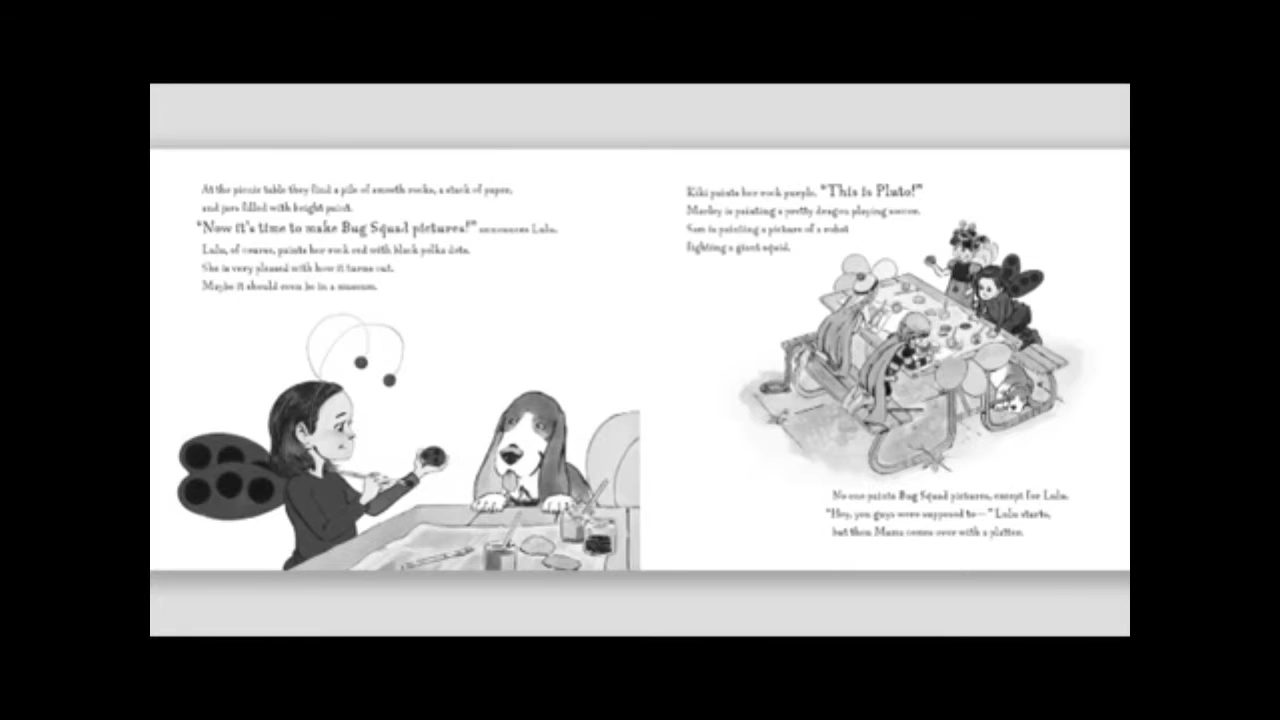 At the picnic table they find a pile of smooth rocks, a stack of paper,
and jars filled with bright paint.
"Now it's time to make Bug Squad pictures!" announces Lulu.
Lulu, of course, paints her rock red with black polka dots.
She is very pleased with how it turns out.
Maybe it should even be in a museum.
Kiki paints her rock purple. "This is Pluto!"
Marley is painting a pretty dragon playing soccer.
Sam is painting a picture of a robot
fighting a giant squid.
No one paints Bug Squad pictures, except for Lulu.
"Hey, you guys were supposed to—" Lulu starts,
but then Mama comes over with a platter.